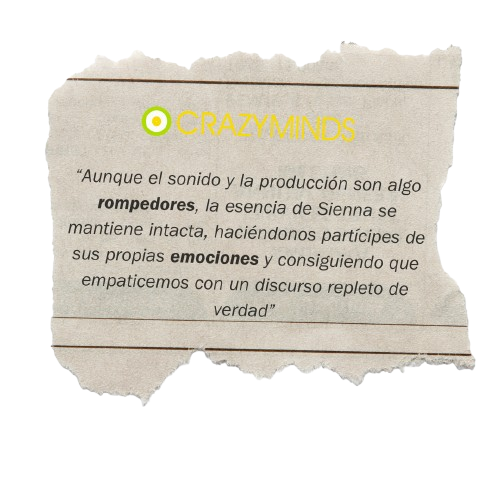 CRAZYMINDS
“Aunque el sonido y la producción son algo
rompedores, la esencia de Sienna se
mantiene intacta, haciéndonos partícipes de
sus propias emociones y consiguiendo que
empaticemos con un discurso repleto de
verdad”